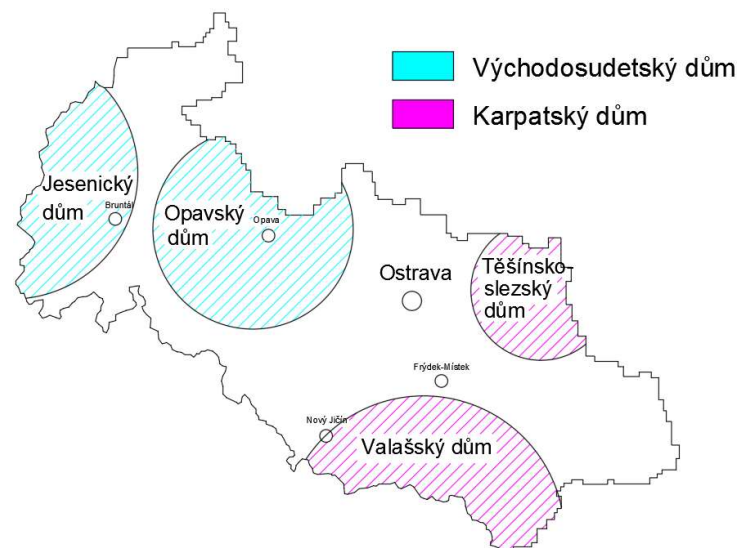 Východosudetský dům
Karpatský dům
Jesenický
dům
Bruntál
Opavský
dům
Opava
Ostrava
Těšínsko-
slezský
dům
Frýdek-Místek
Nový Jičín
Valašský dům